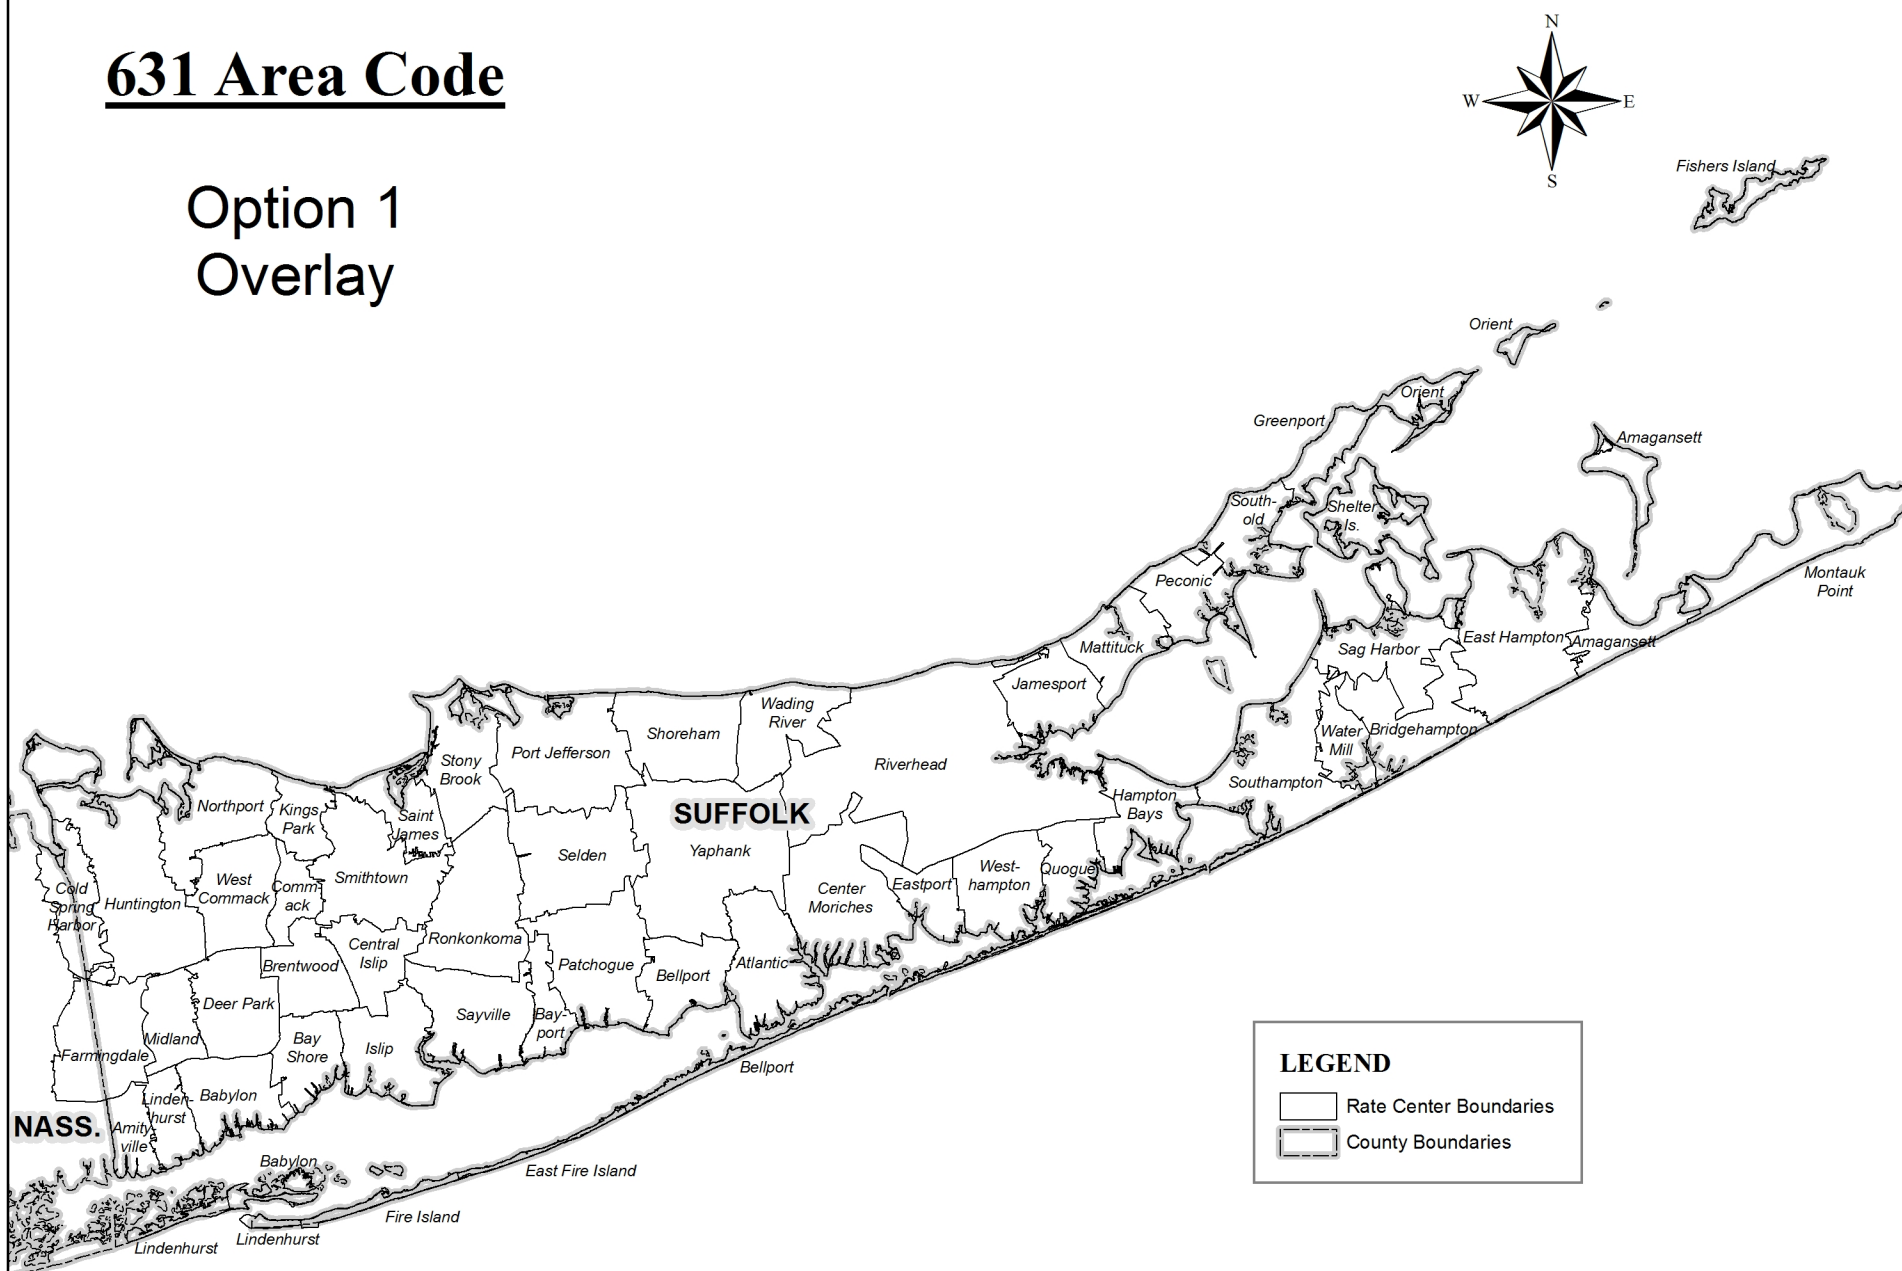 631 Area Code
Option 1
Overlay
N
W
E
S
Fishers Island
Orient
Orient
Greenport
Amagansett
South-
old
Shelter
Is.
Peconic
Montauk
Point
Mattituck
East Hampton
Amagansett
Sag Harbor
Jamesport
Wading
River
Shoreham
Port Jefferson
Stony
Brook
Riverhead
Water
Mill
Bridgehampton
Southampton
Hampton
Bays
Northport
Kings
Park
Saint
James
SUFFOLK
Yaphank
Selden
Smithtown
West
Commack
Comm-
ack
Cold
Spring
Harbor
Huntington
Center
Moriches
Eastport
West-
hampton
Quogue
Ronkonkoma
Central
Islip
Brentwood
Patchogue
Bellport
Atlantic
Deer Park
Sayville
Bay-
port
Midland
Bay
Shore
Islip
Farmingdale
Bellport
Linden-
hurst
Babylon
NASS.
Amity-
ville
Babylon
East Fire Island
Fire Island
Lindenhurst
Lindenhurst
LEGEND
Rate Center Boundaries
County Boundaries